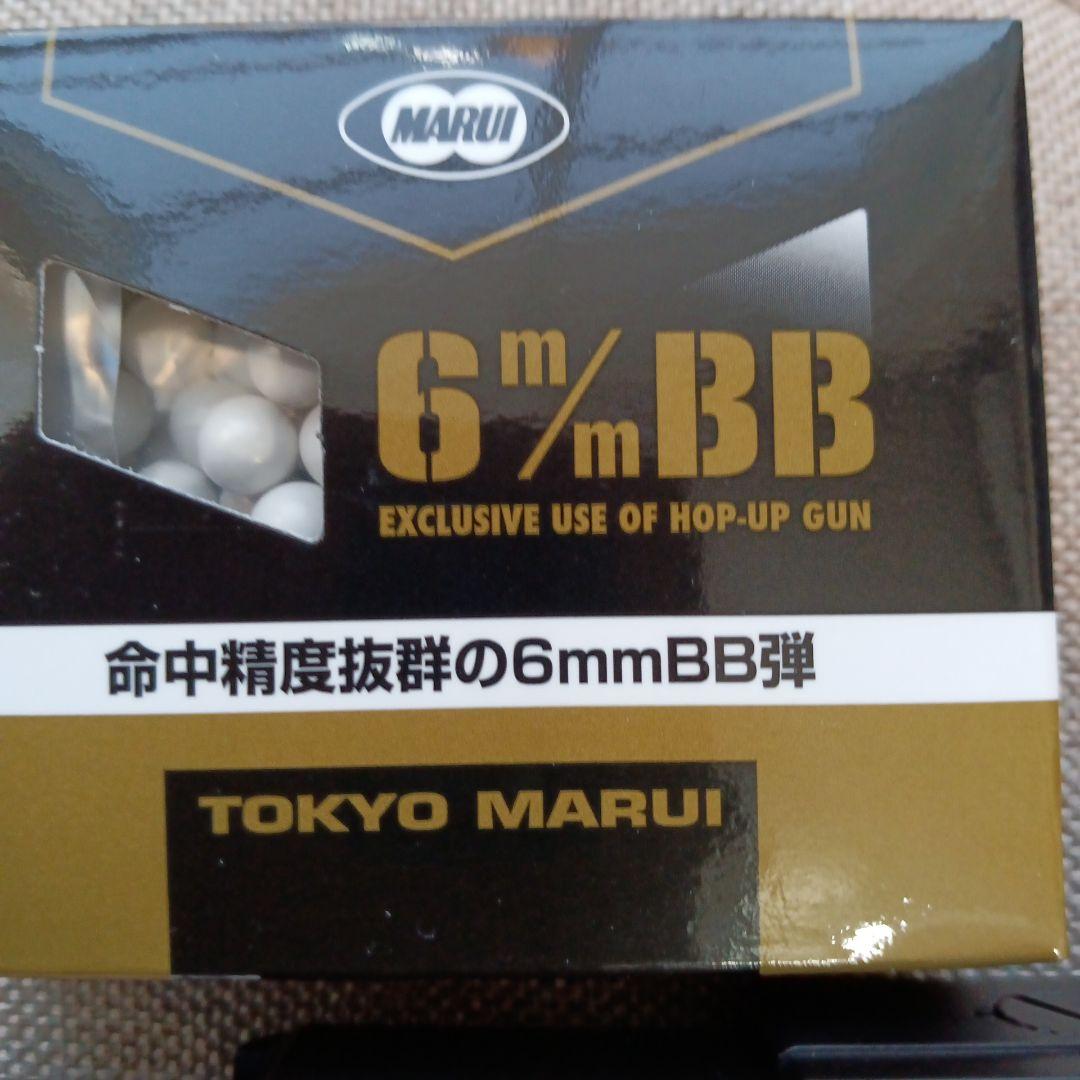 MARUI
6m/mBB
EXCLUSIVE USE OF HOP-UP GUN
命中精度抜群の6mmBB弾
TOKYO MARUI